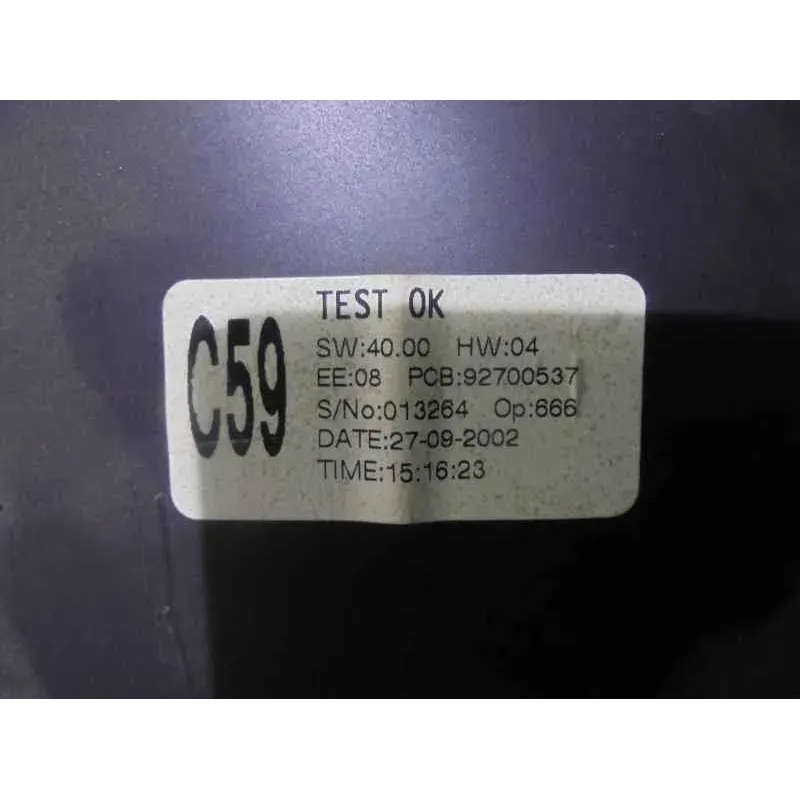 C59
TEST OK
SW:40.00 HW:04
EE:08 PCB:92700537
S/No:013264 Op:666
DATE:27-09-2002
TIME:15:16:23